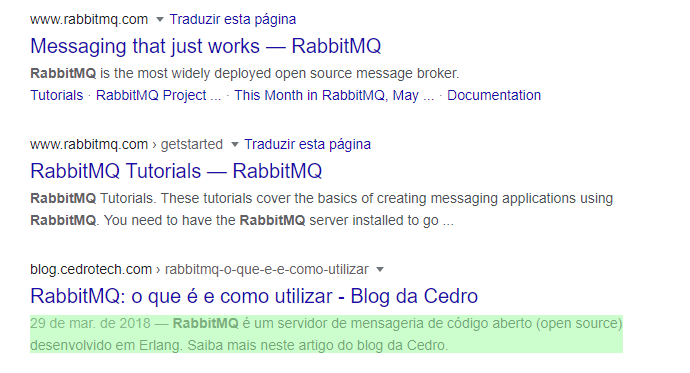 www.rabbitmq.com Traduzir esta página
Messaging that just works — RabbitMQ
RabbitMQ is the most widely deployed open source message broker.
Tutorials · RabbitMQ Project ... · This Month in RabbitMQ, May ... · Documentation
www.rabbitmq.com › getstarted Traduzir esta página
RabbitMQ Tutorials — RabbitMQ
RabbitMQ Tutorials. These tutorials cover the basics of creating messaging applications using
RabbitMQ. You need to have the RabbitMQ server installed to go ...
blog.cedrotech.com › rabbitmq-o-que-e-e-como-utilizar
RabbitMQ: o que é e como utilizar - Blog da Cedro
29 de mar. de 2018 — RabbitMQ é um servidor de mensageria de código aberto (open source)
desenvolvido em Erlang. Saiba mais neste artigo do blog da Cedro.